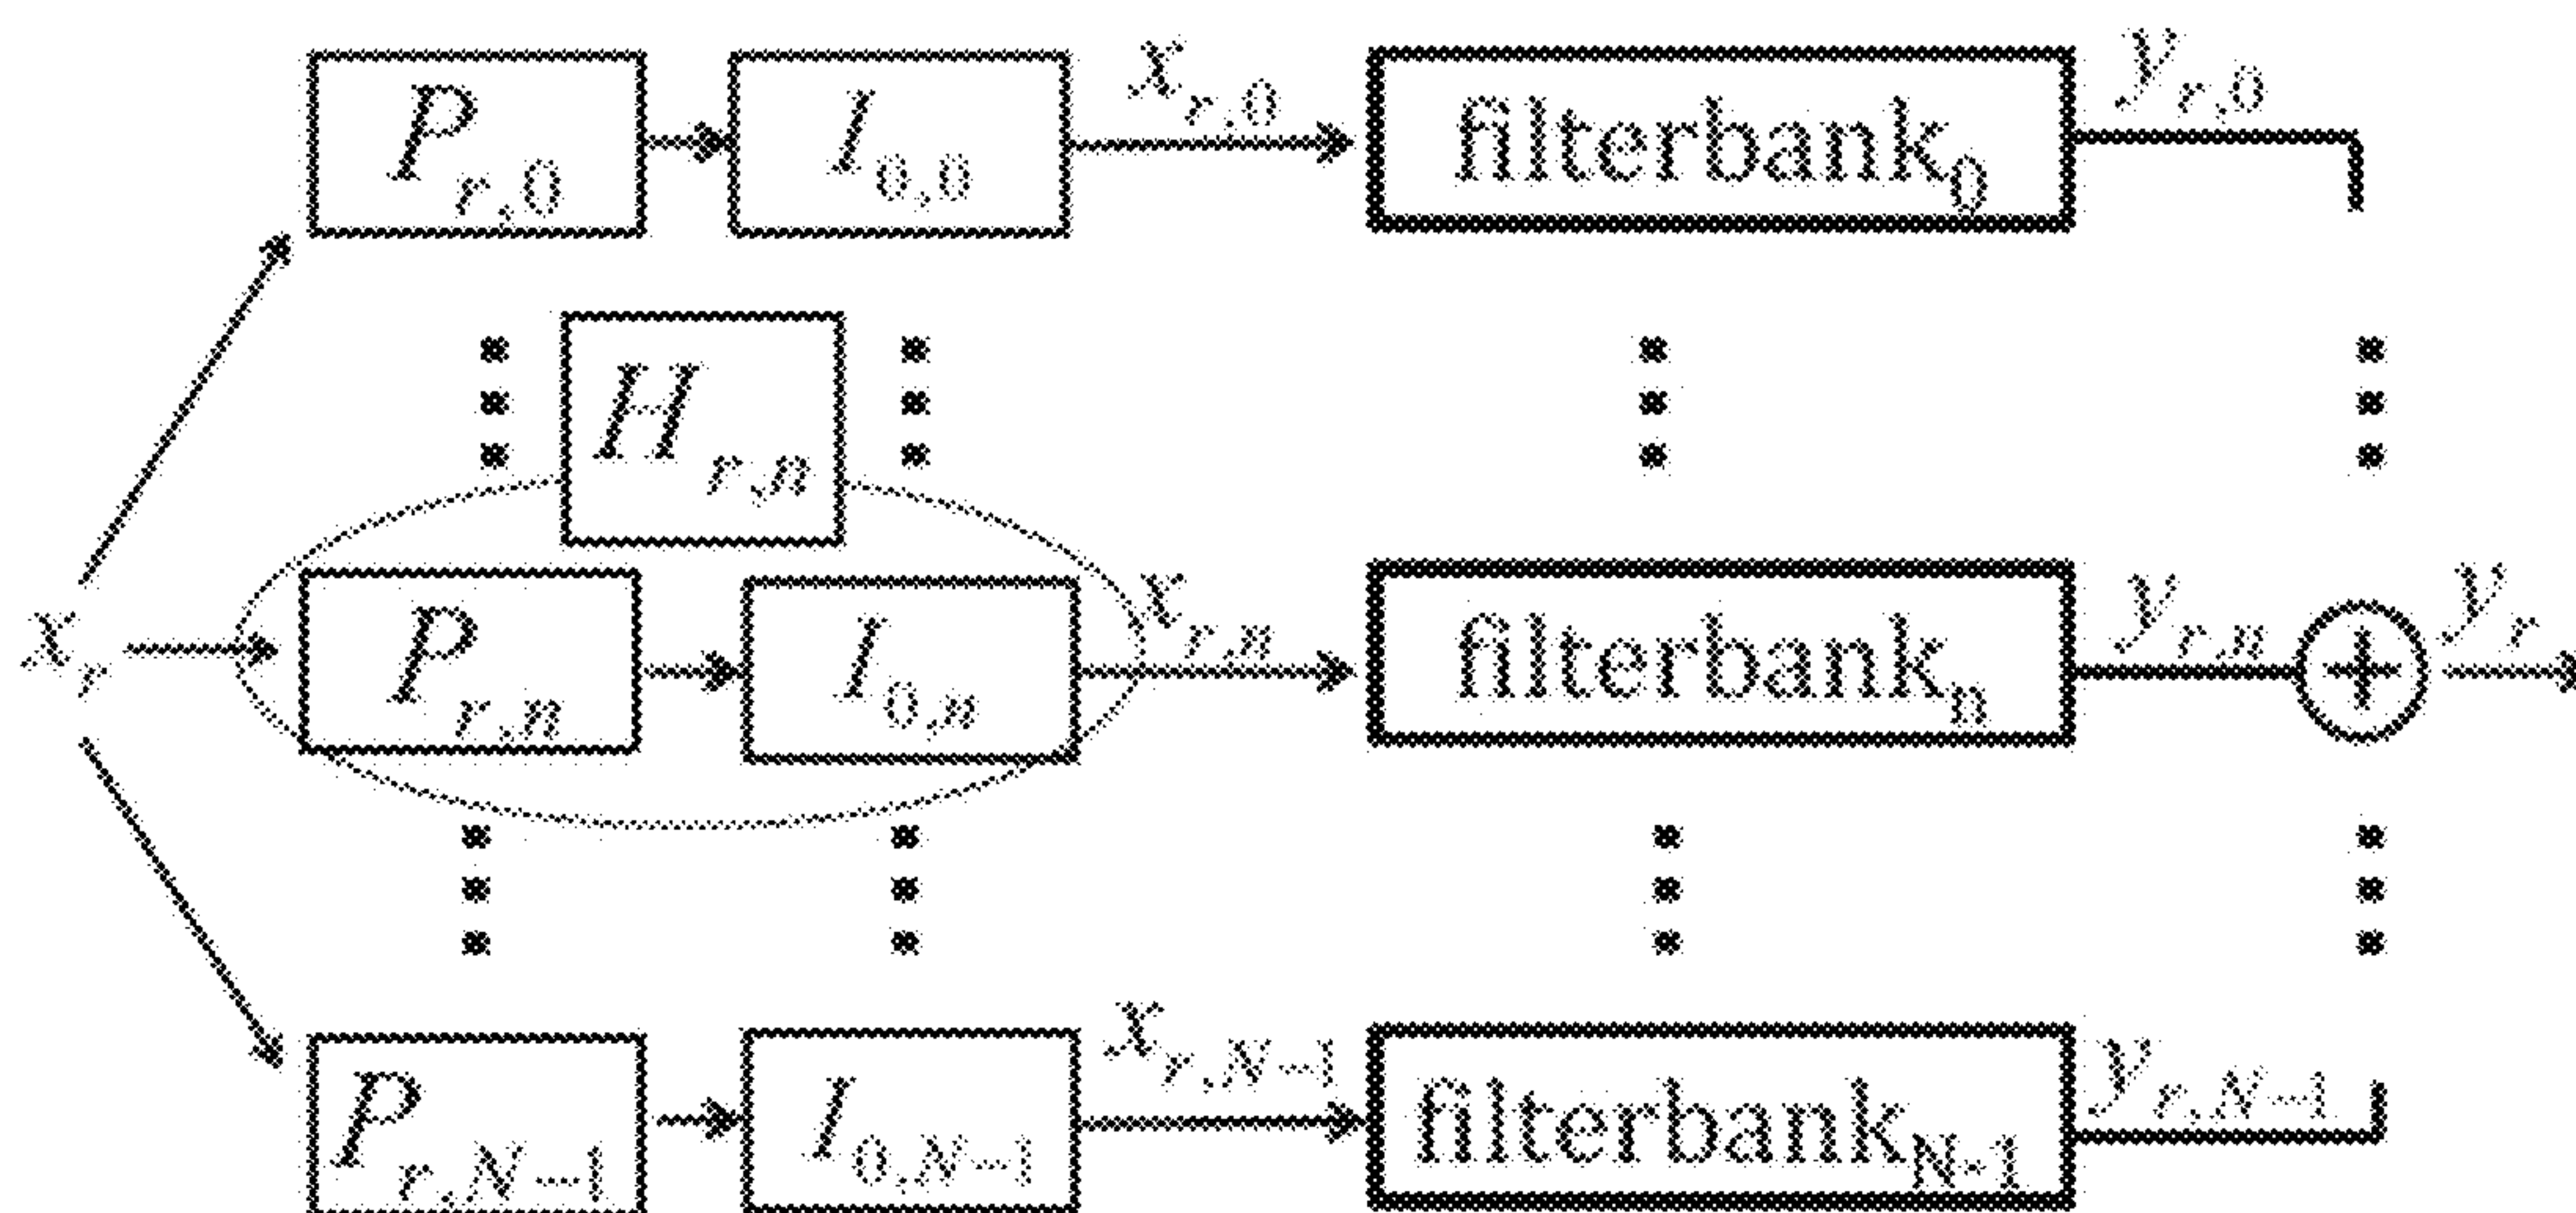 P_{r,0} I_{0,0} x_{r,0} filterbank_0 y_{r,0}
H_{r,n}
x_r P_{r,n} I_{0,n} x_{r,n} filterbank_n y_{r,n} + y_r
P_{r,N-1} I_{0,N-1} x_{r,N-1} filterbank_{N-1} y_{r,N-1}